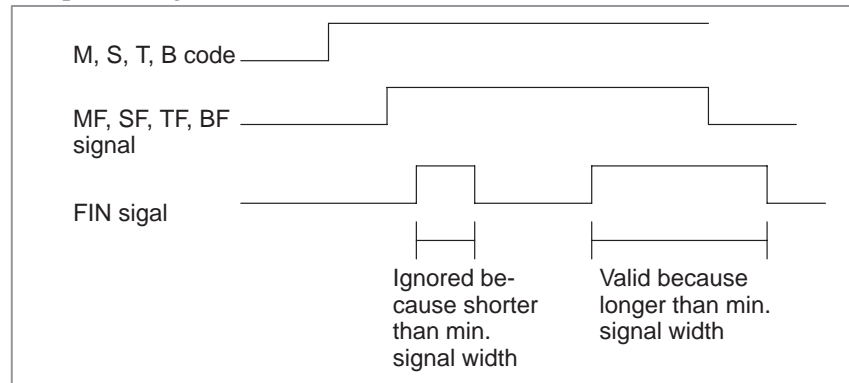 M, S, T, B code
MF, SF, TF, BF
signal
FIN sigal
Ignored be-
cause shorter
than min.
signal width
Valid because
longer than min.
signal width